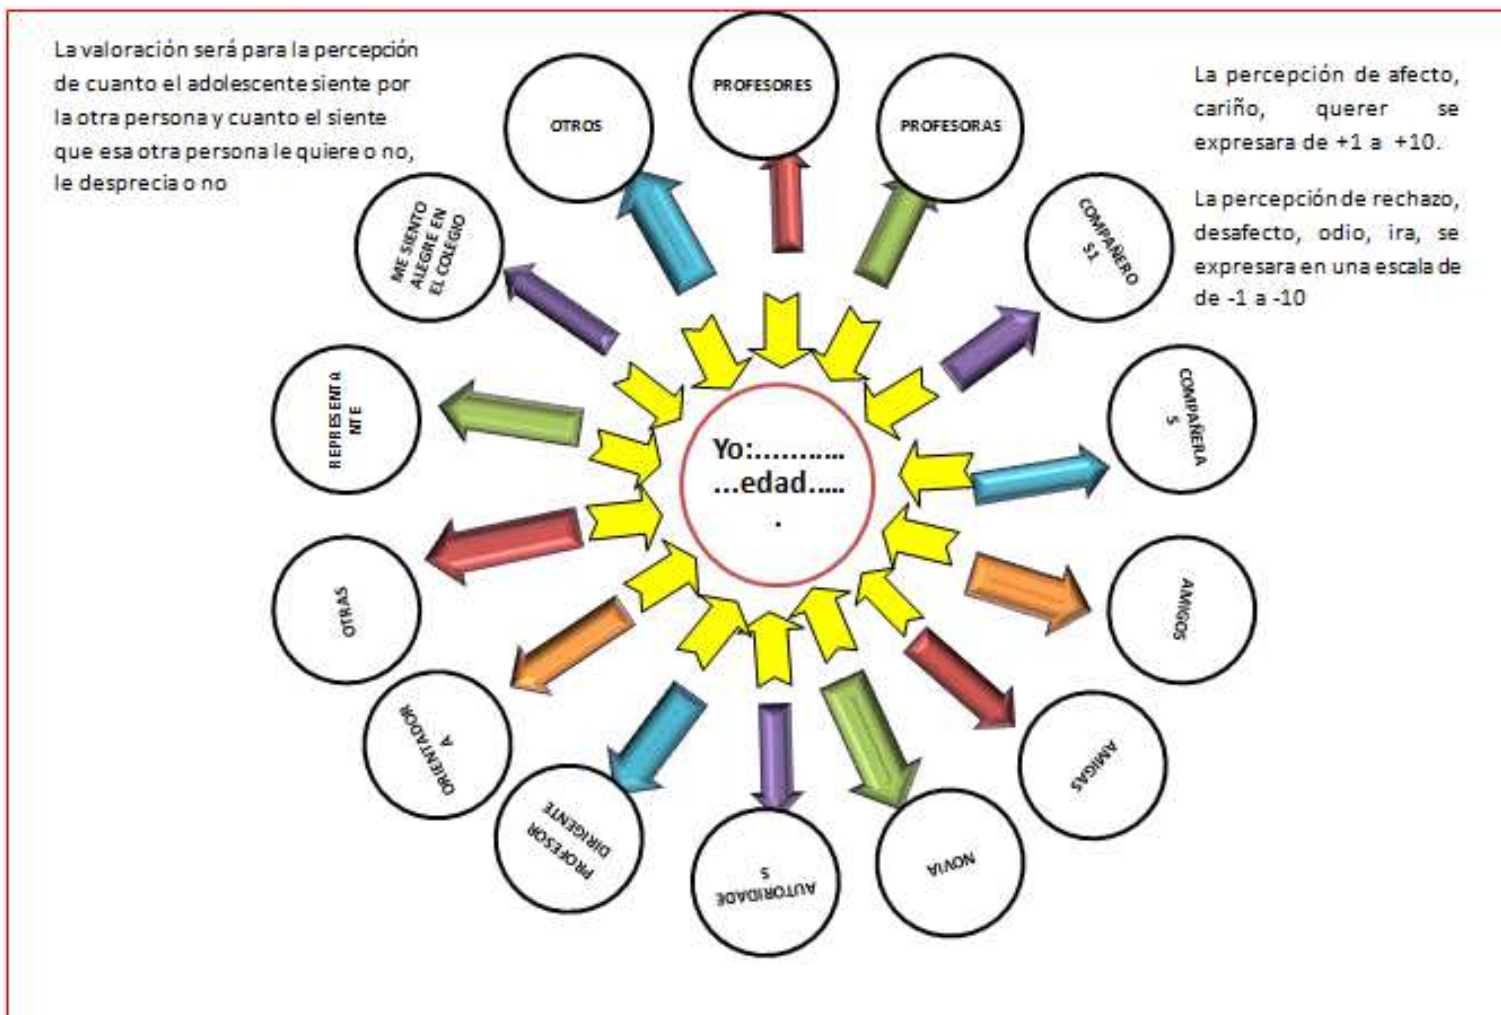 La valoración será para la percepción
de cuanto el adolescente siente por
la otra persona y cuanto el siente
que esa otra persona le quiere o no,
le desprecia o no
La percepción de afecto,
cariño, querer se
expresara de +1 a +10.
La percepción de rechazo,
desafecto, odio, ira, se
expresara en una escala de
de -1 a -10
PROFESORES
PROFESORAS
COMPAÑERO
S1
COMPAÑERA
S
AMIGOS
AMIGAS
NOVIA
AUTORIDADE
S
PROFESOR
DIRIGENTE
ORIENTADOR
A
OTRAS
REPRESENTA
NTE
ME SIENTO
ALEGRE EN
EL COLEGIO
OTROS
Yo:...........
...edad.....
.